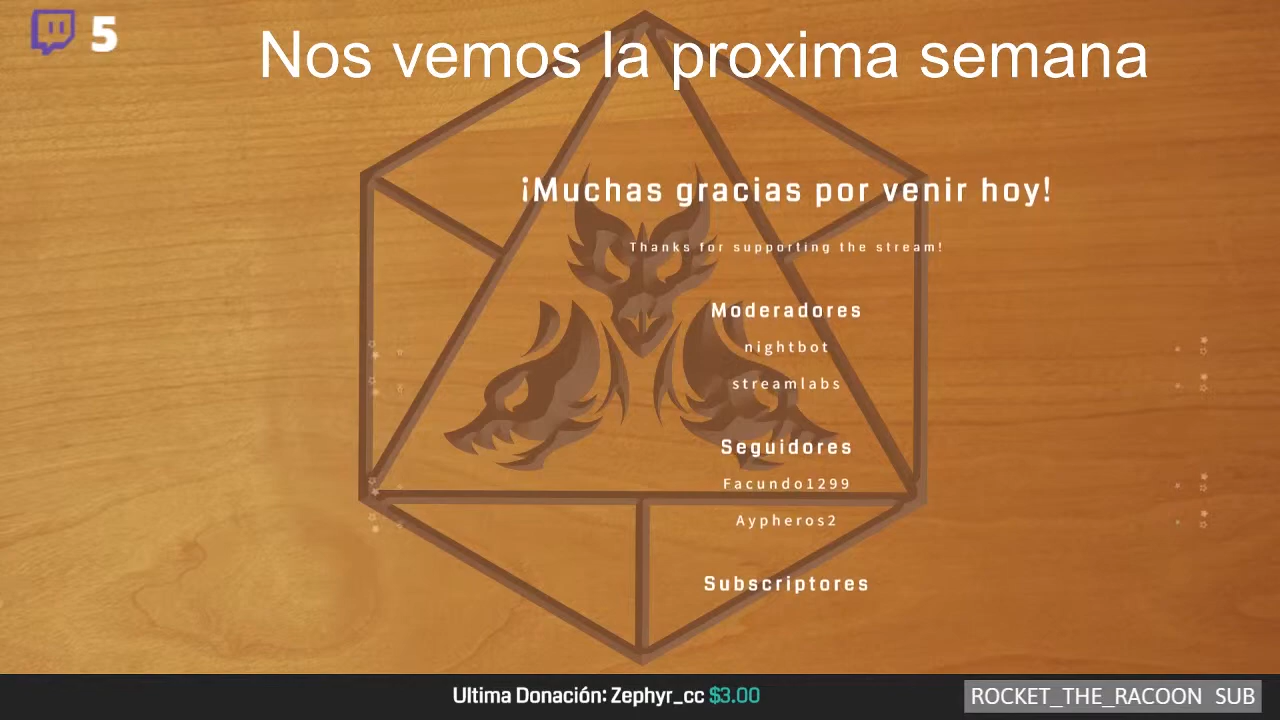 5
Nos vemos la proxima semana
¡Muchas gracias por venir hoy!
Thanks for supporting the stream!
Moderadores
nightbot
streamlabs
Seguidores
Facundo1299
Aypheros2
Subscriptores
Ultima Donación: Zephyr_cc $3.00
ROCKET_THE_RACOON SUB